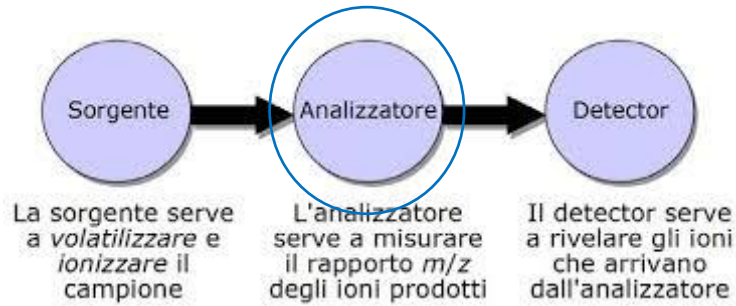 Sorgente
Analizzatore
Detector
La sorgente serve
a volatilizzare e
ionizzare il
campione
L'analizzatore
serve a misurare
il rapporto m/z
degli ioni prodotti
Il detector serve
a rivelare gli ioni
che arrivano
dall'analizzatore